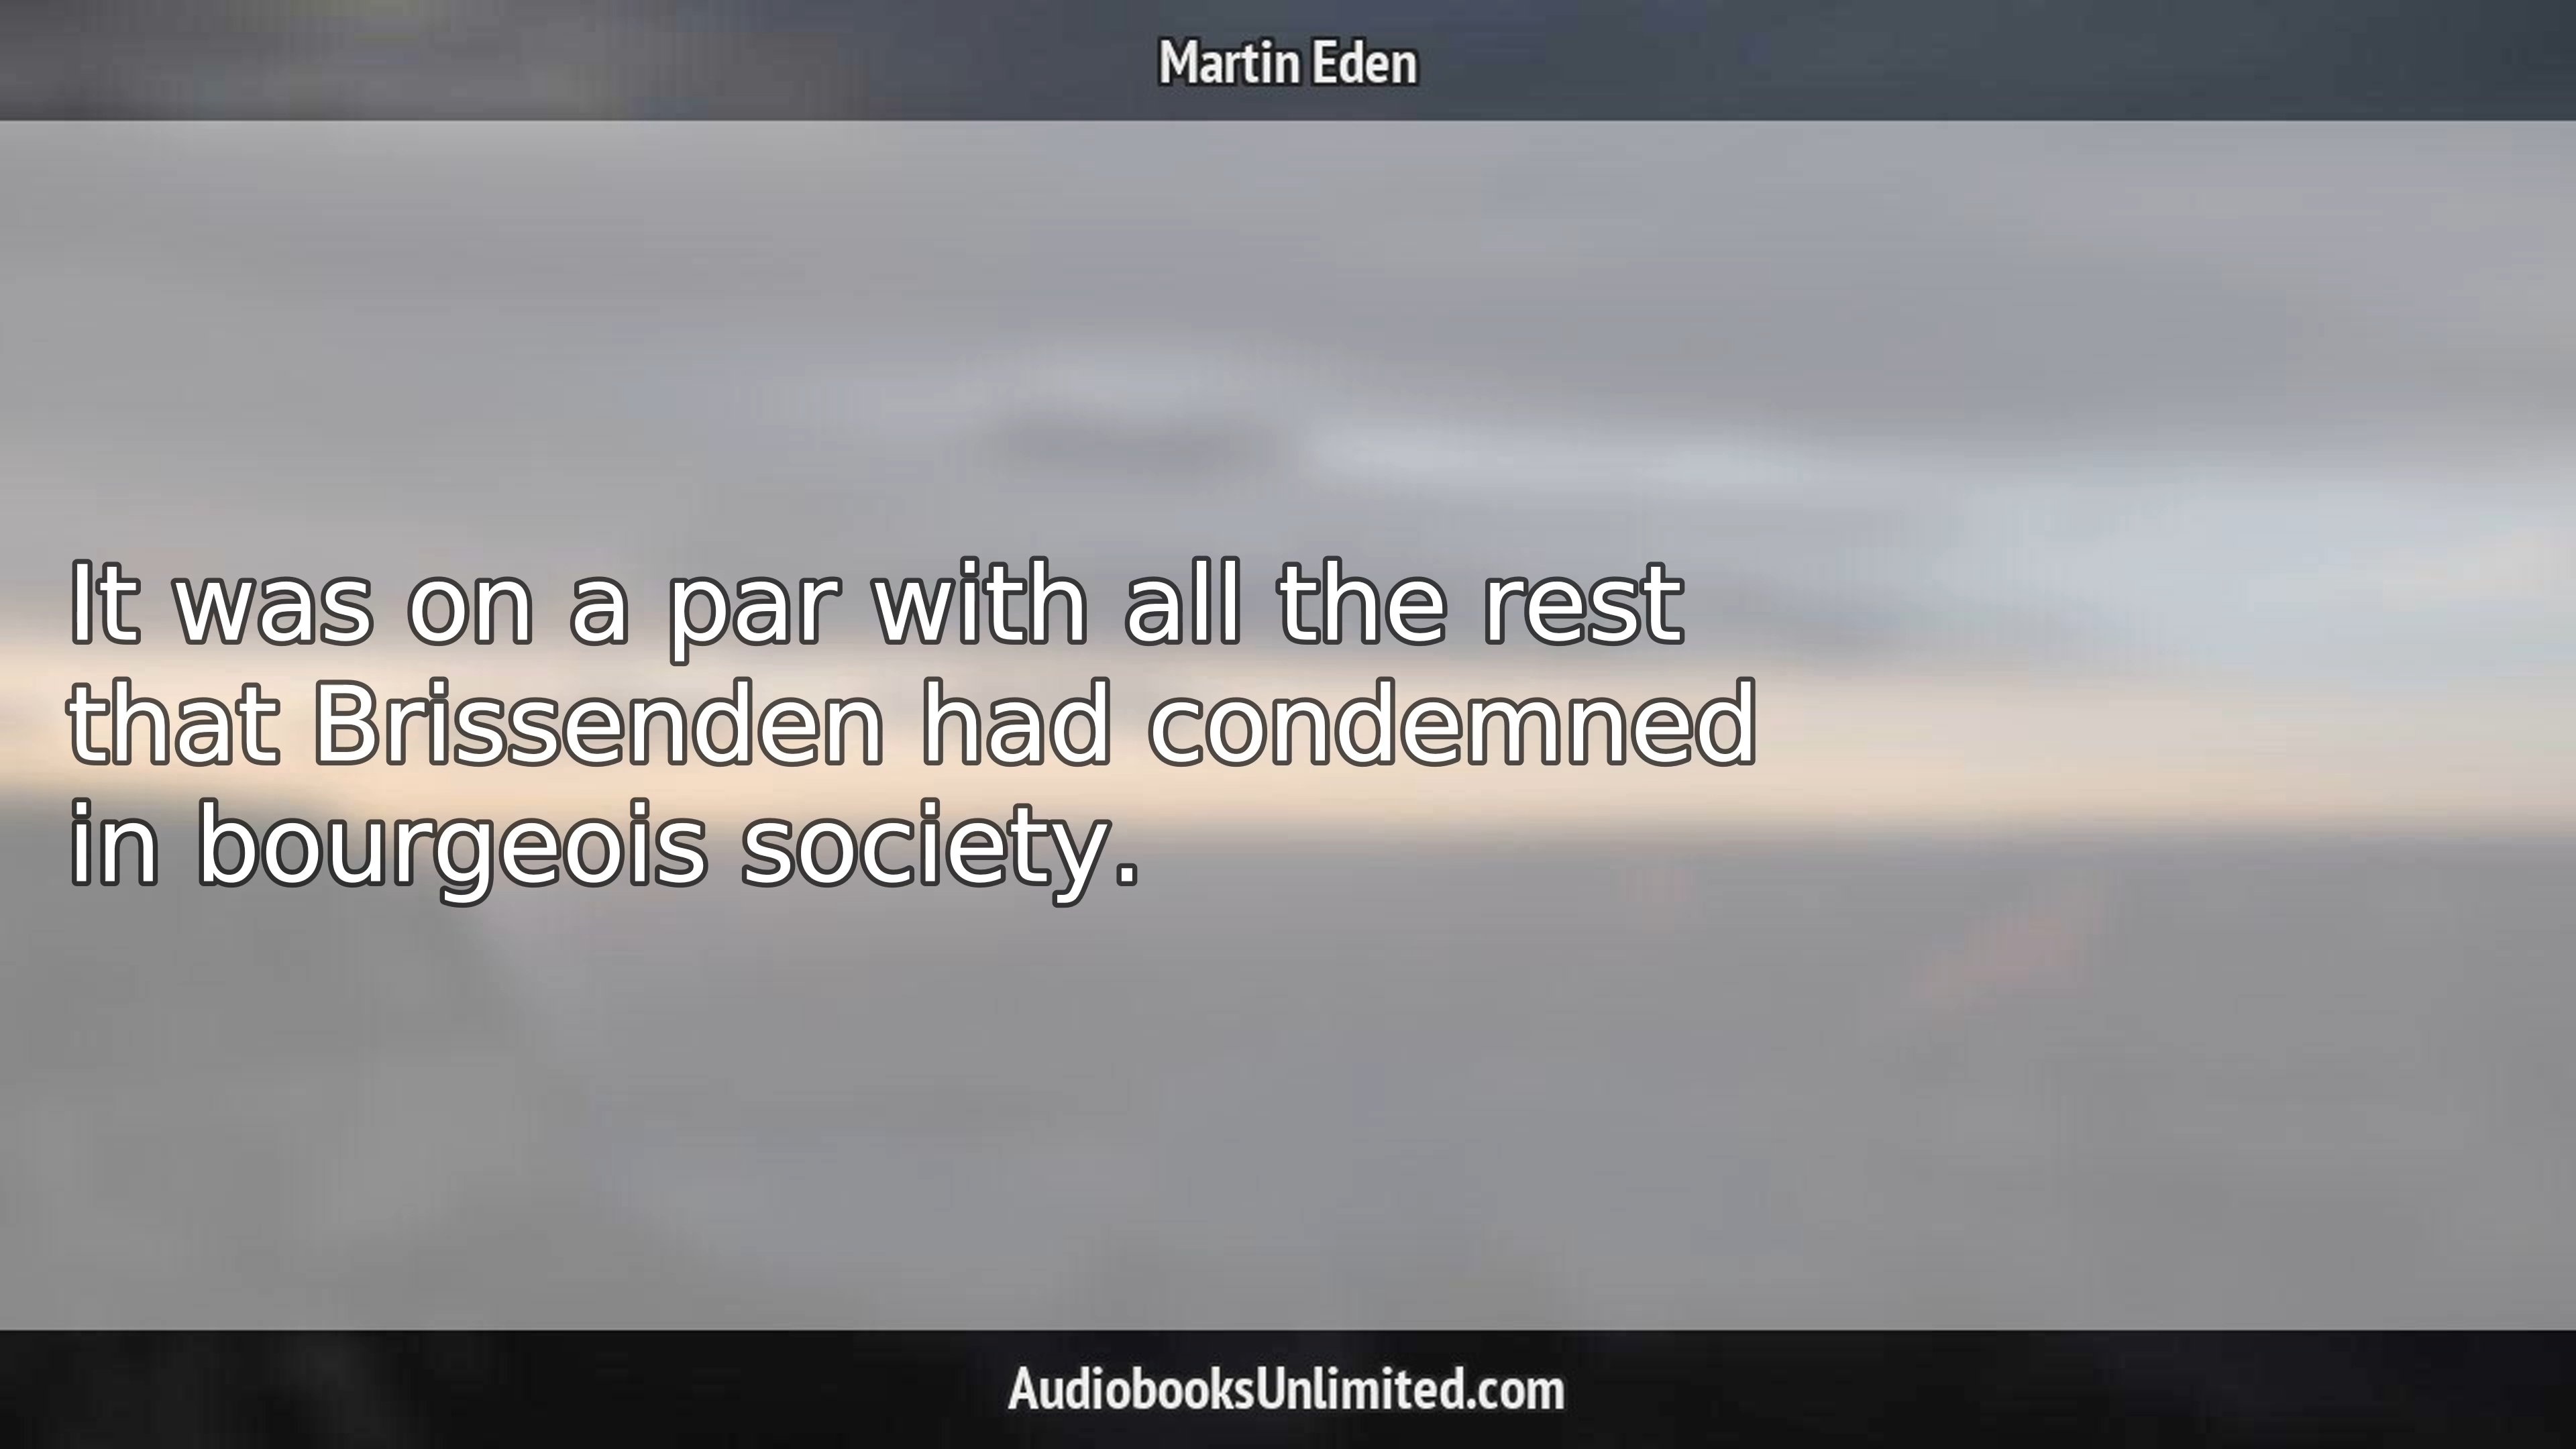 Martin Eden
It was on a par with all the rest
that Brissenden had condemned
in bourgeois society.
AudiobooksUnlimited.com